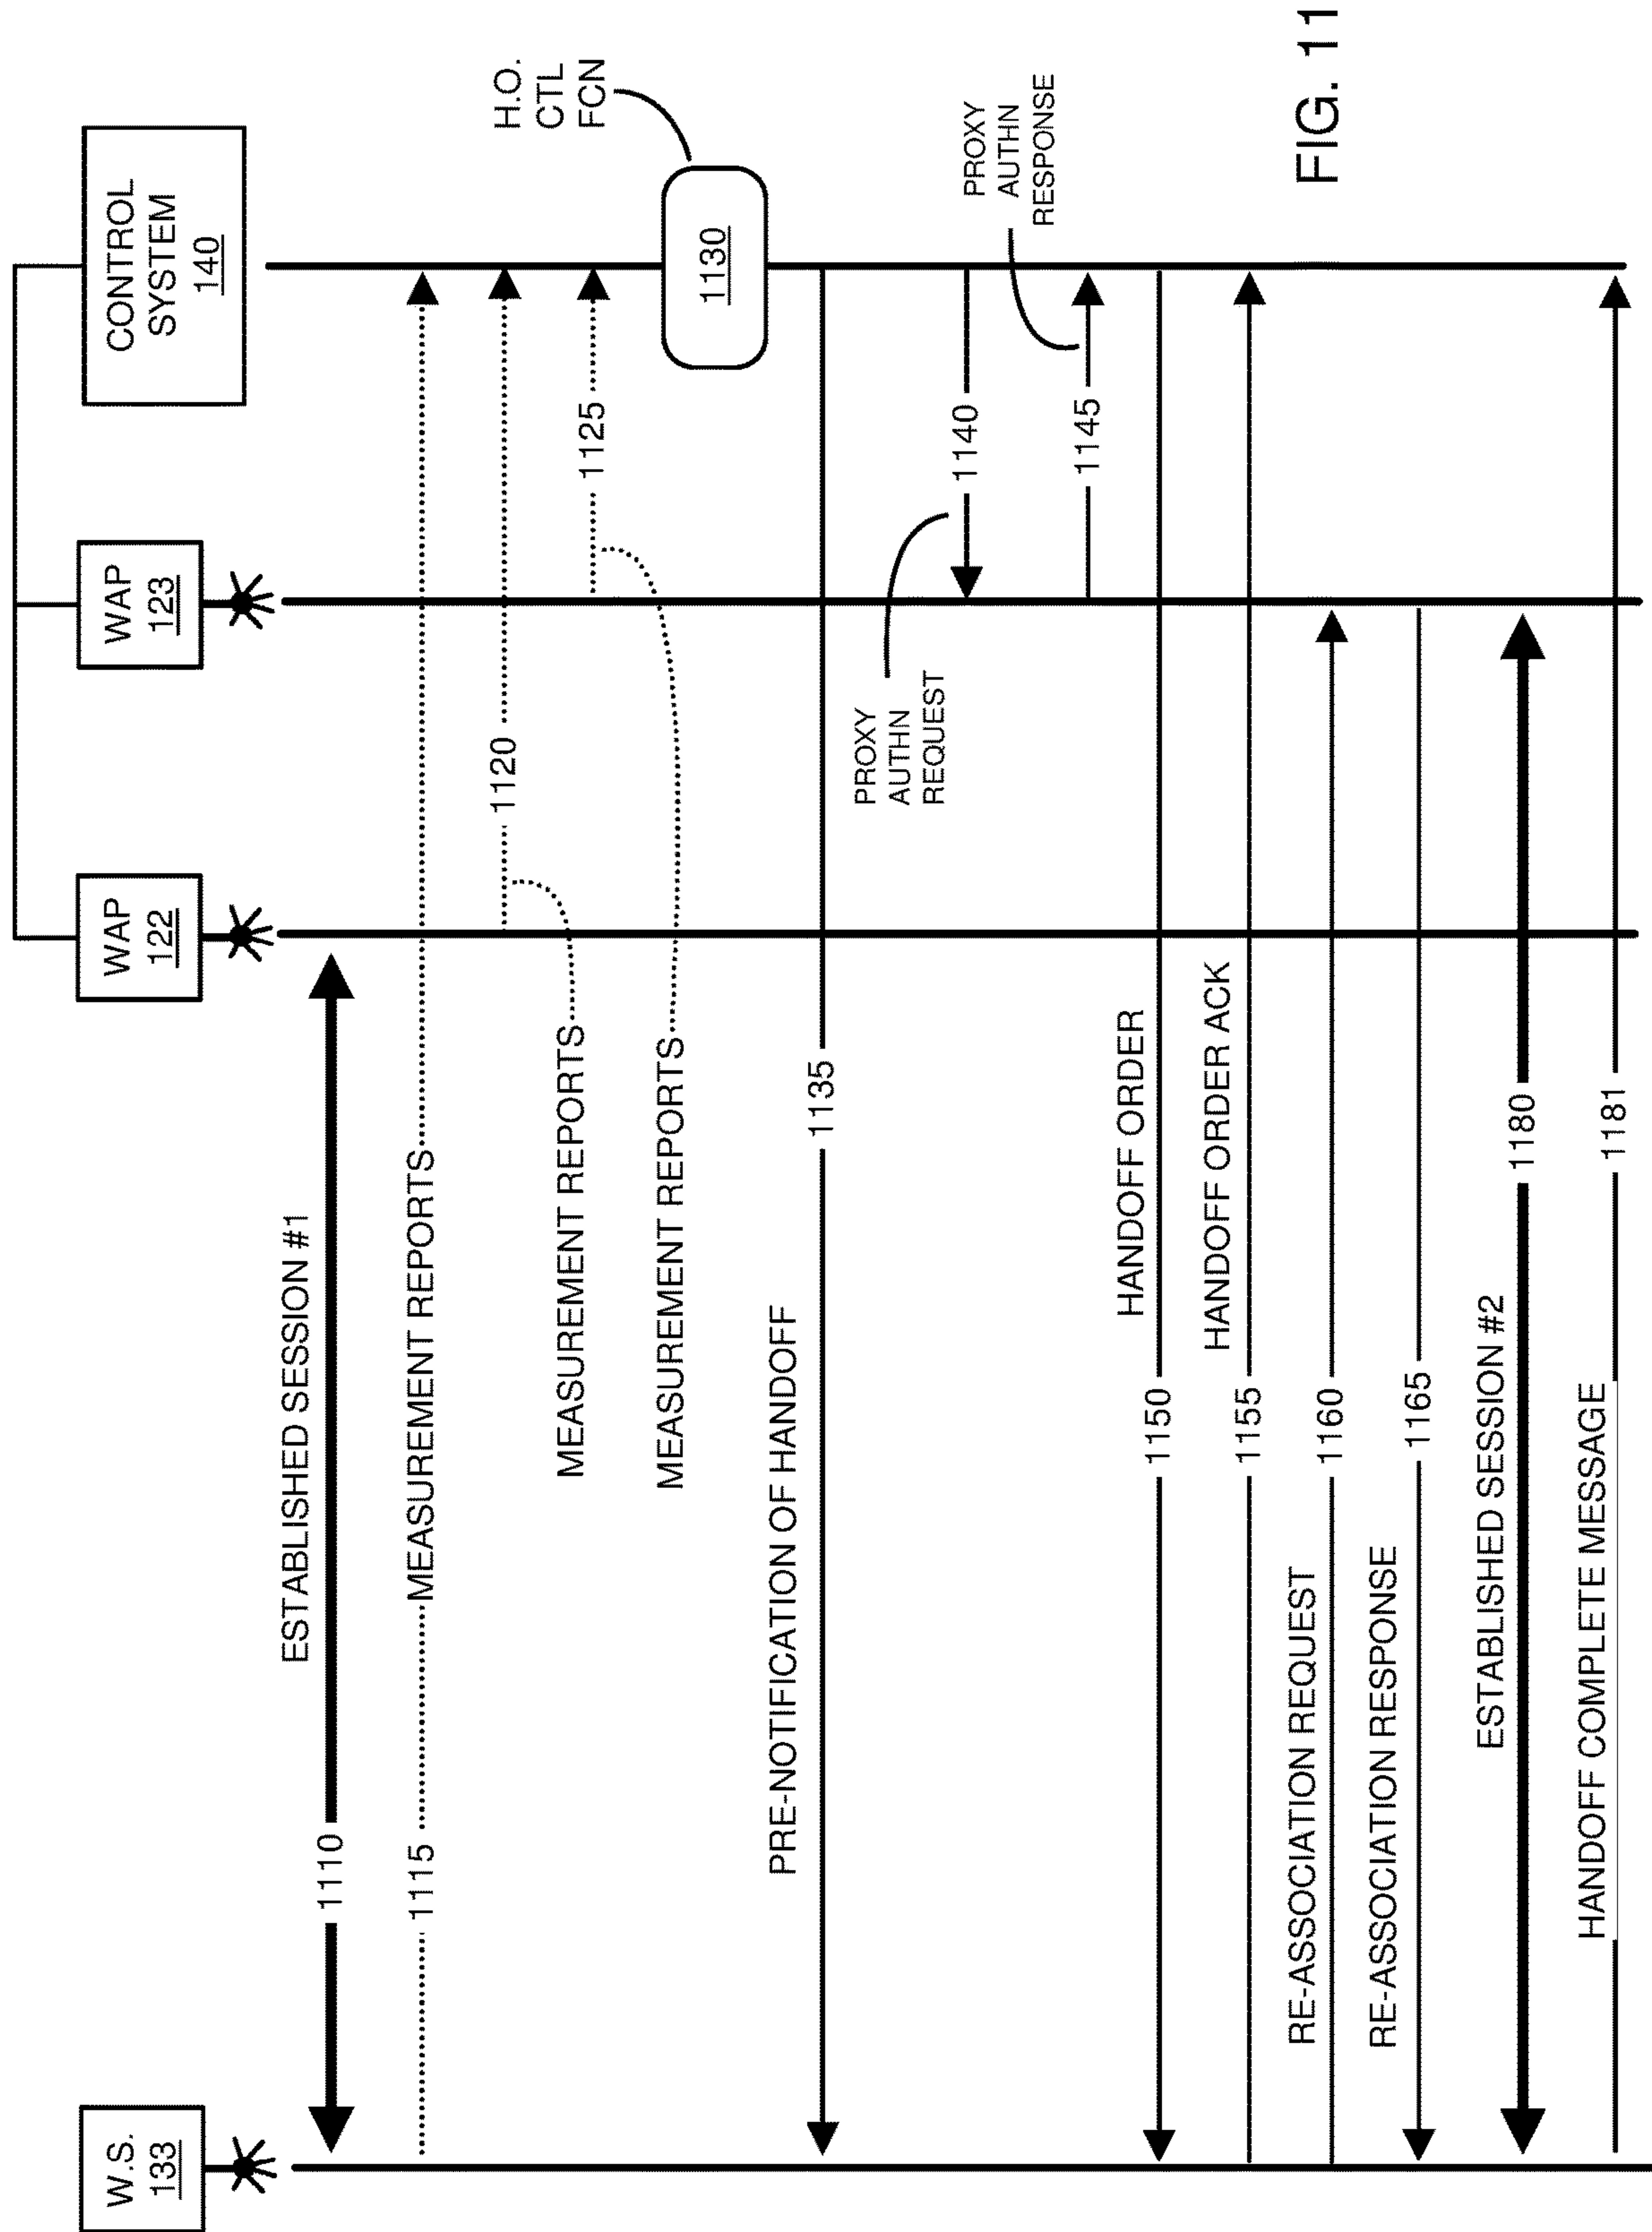 W.S.
133
WAP
122
WAP
123
CONTROL
SYSTEM
140
ESTABLISHED SESSION #1
1110
1115
MEASUREMENT REPORTS
1120
MEASUREMENT REPORTS
1125
MEASUREMENT REPORTS
H.O.
CTL
FCN
1130
PRE-NOTIFICATION OF HANDOFF
1135
PROXY
AUTHN
REQUEST
1140
PROXY
AUTHN
RESPONSE
1145
HANDOFF ORDER
1150
HANDOFF ORDER ACK
1155
RE-ASSOCIATION REQUEST
1160
RE-ASSOCIATION RESPONSE
1165
ESTABLISHED SESSION #2
1180
HANDOFF COMPLETE MESSAGE
1181
FIG. 11